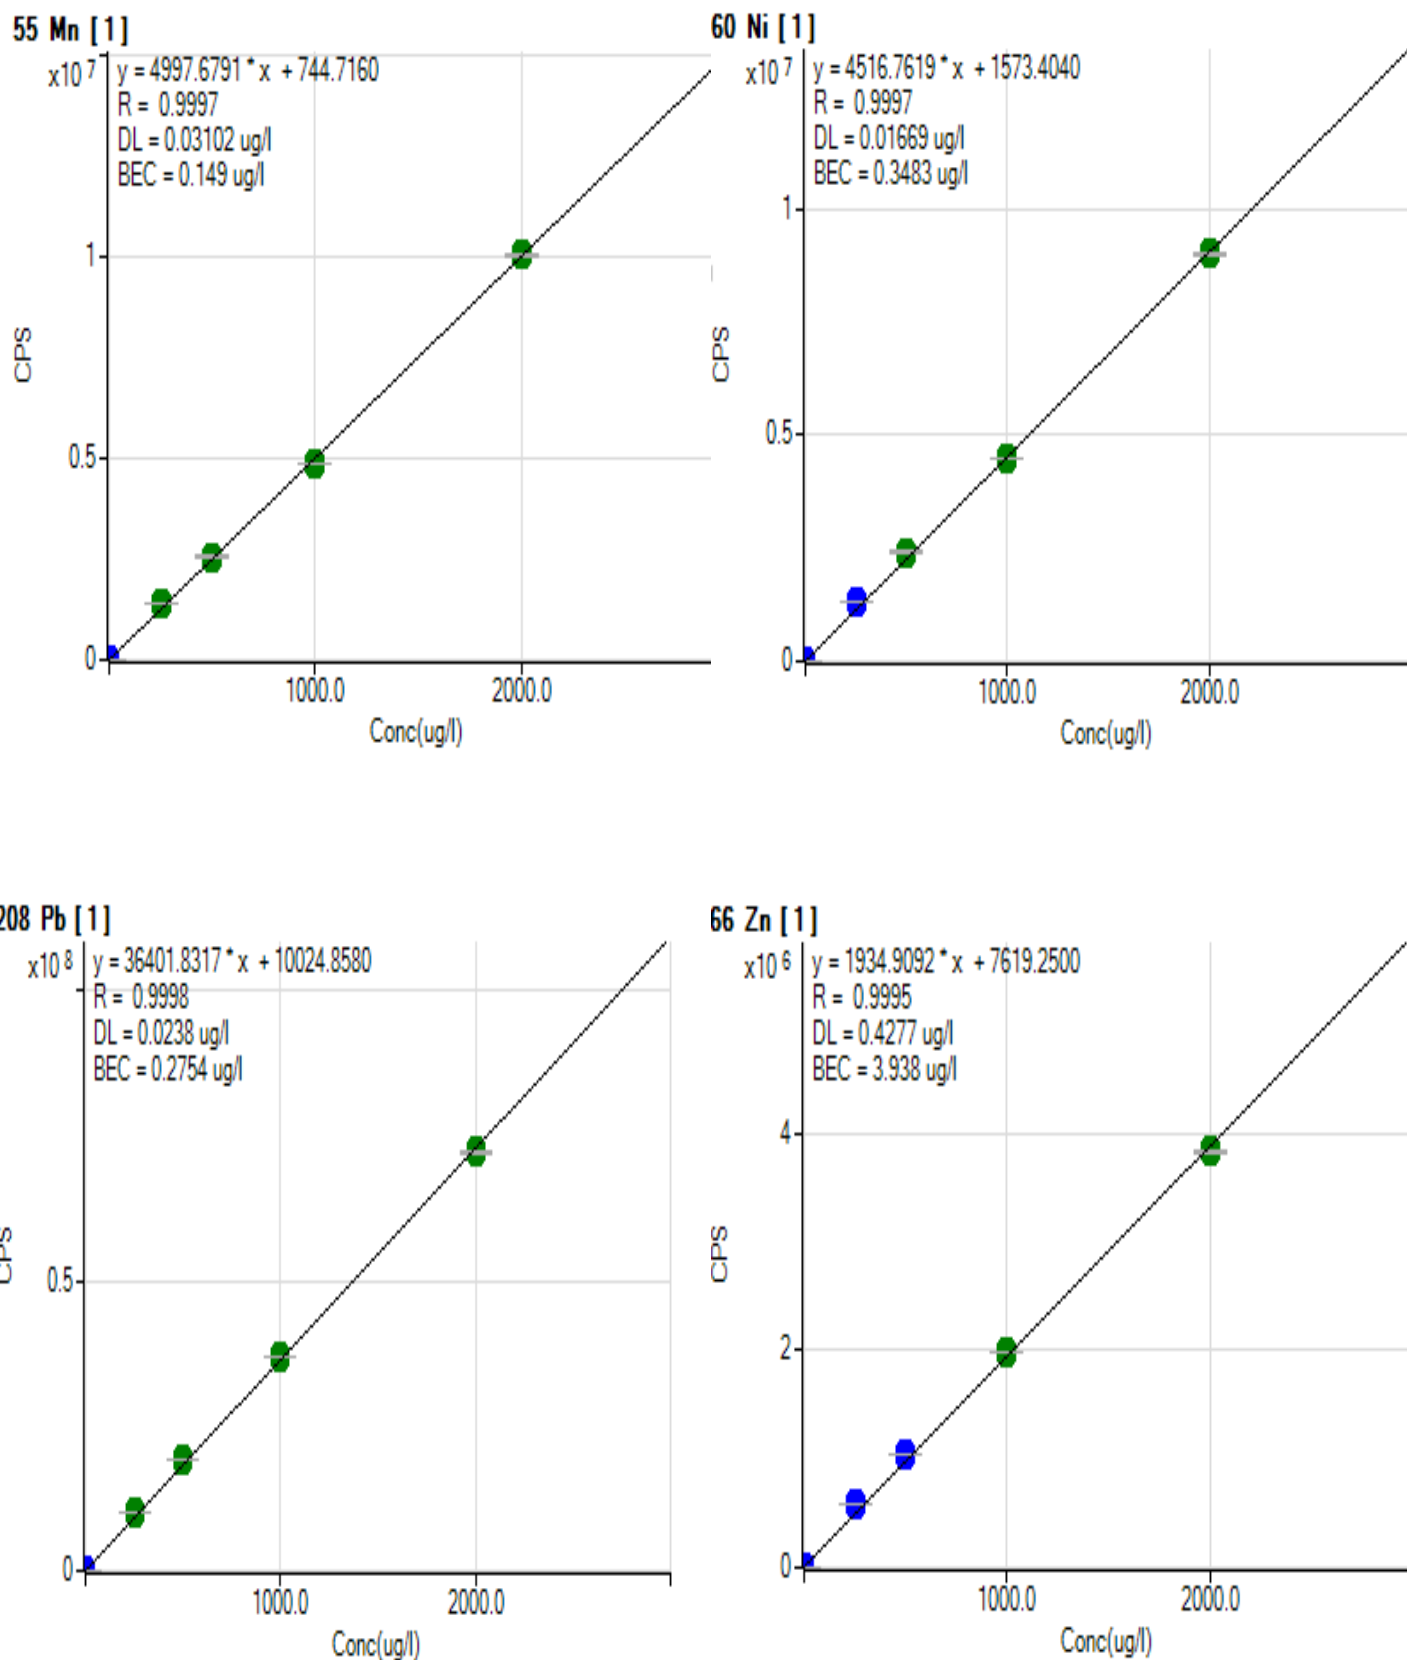 55 Mn [1]
x10 7
y = 4997.6791 * x + 744.7160
R = 0.9997
DL = 0.03102 ug/l
BEC = 0.149 ug/l
1
CPS
0.5
0
1000.0
2000.0
Conc(ug/l)
60 Ni [1]
x10 7
y = 4516.7619 * x + 1573.4040
R = 0.9997
DL = 0.01669 ug/l
BEC = 0.3483 ug/l
1
CPS
0.5
0
1000.0
2000.0
Conc(ug/l)
208 Pb [1]
x10 8
y = 36401.8317 * x + 10024.8580
R = 0.9998
DL = 0.0238 ug/l
BEC = 0.2754 ug/l
CPS
0.5
0
1000.0
2000.0
Conc(ug/l)
66 Zn [1]
x10 6
y = 1934.9092 * x + 7619.2500
R = 0.9995
DL = 0.4277 ug/l
BEC = 3.938 ug/l
4
CPS
2
0
1000.0
2000.0
Conc(ug/l)